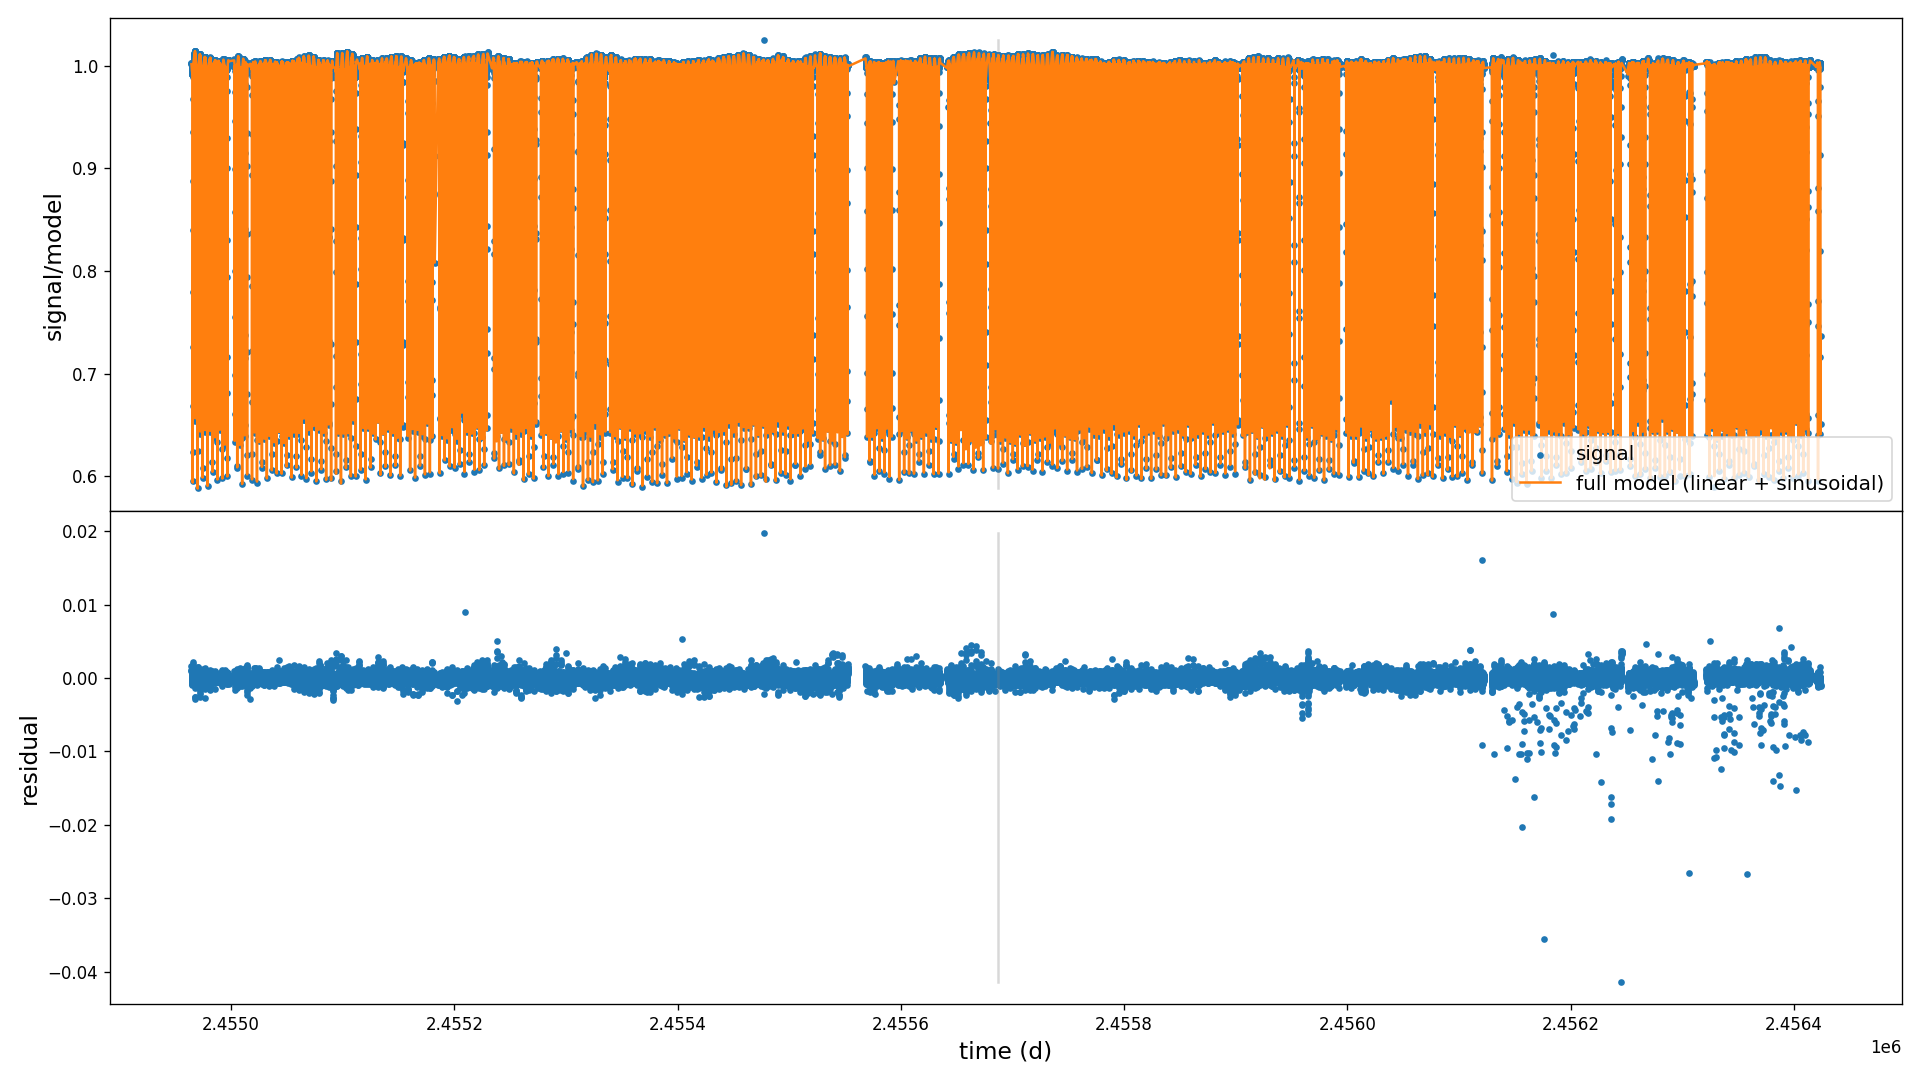 signal/model
1.0
0.9
0.8
0.7
0.6
signal
full model (linear + sinusoidal)
residual
0.02
0.01
0.00
−0.01
−0.02
−0.03
−0.04
2.4550 2.4552 2.4554 2.4556 2.4558 2.4560 2.4562 2.4564
time (d)
1e6